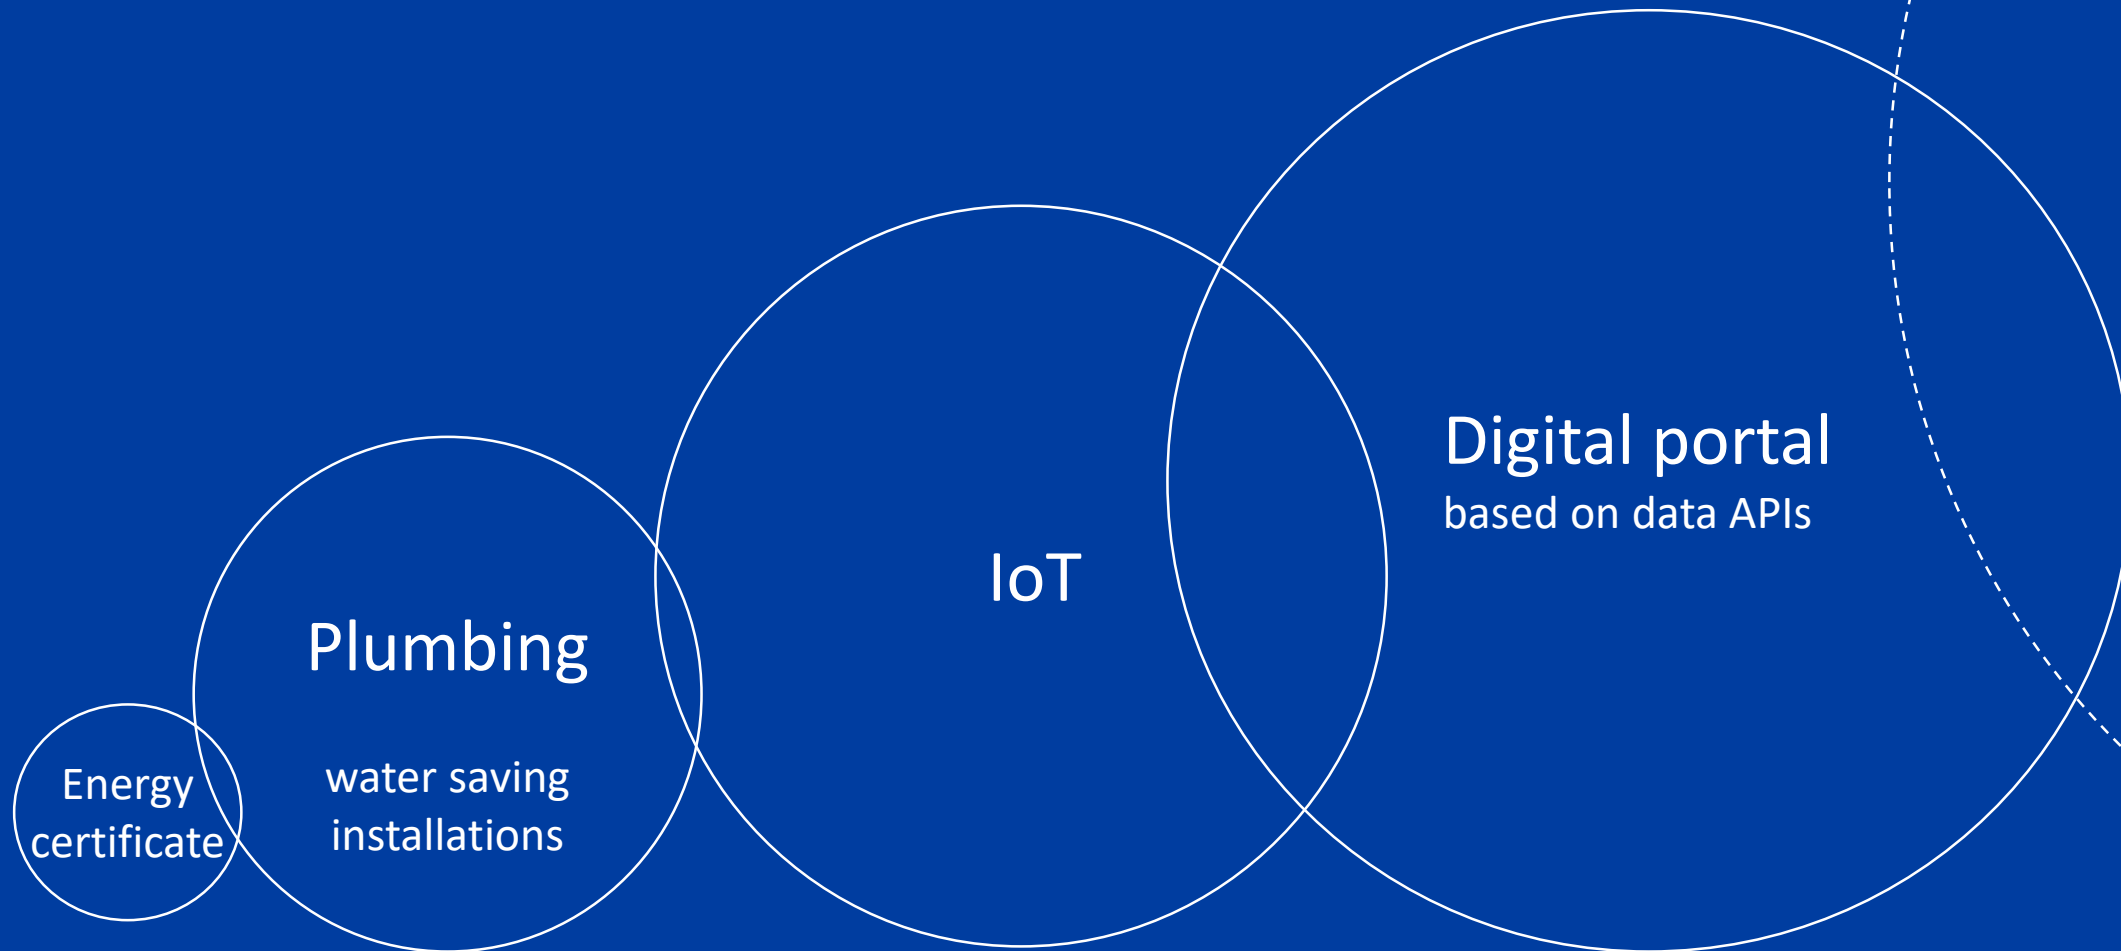 Energy
certificate
Plumbing
water saving
installations
IoT
Digital portal
based on data APIs